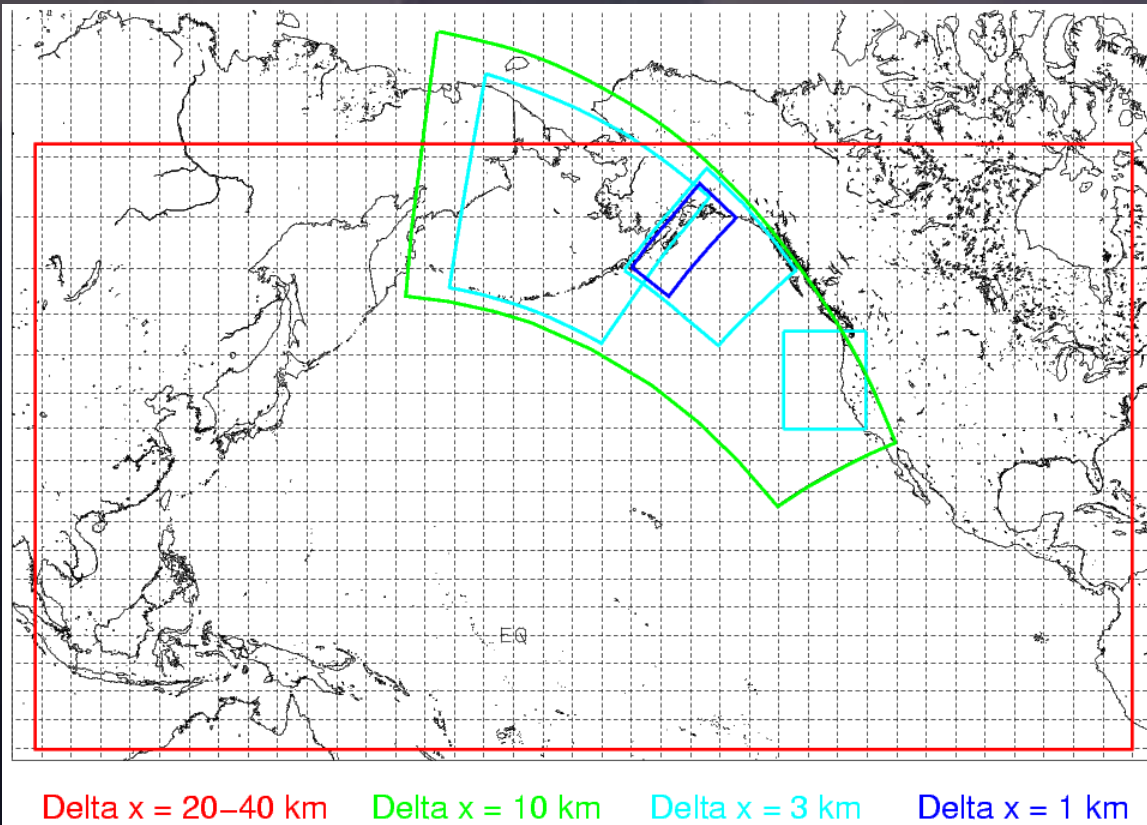 EQ
Delta x = 20–40 km Delta x = 10 km Delta x = 3 km Delta x = 1 km